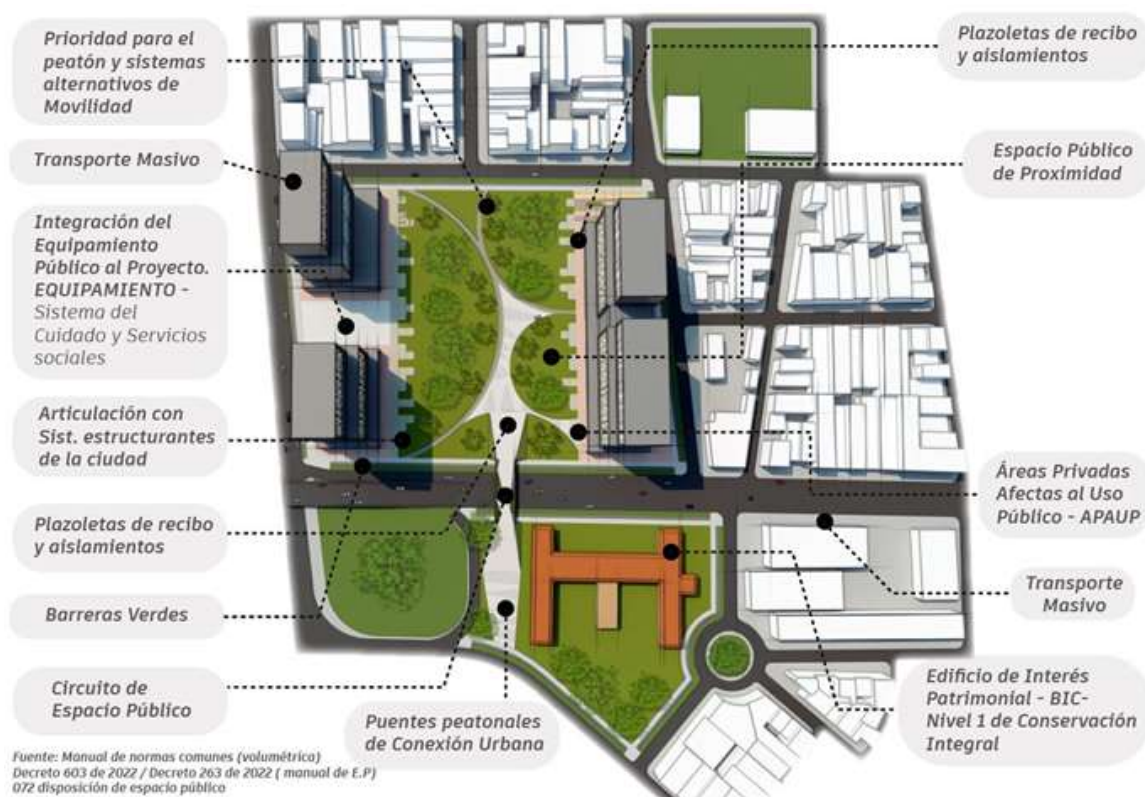 Prioridad para el
peatón y sistemas
alternativos de
Movilidad
Transporte Masivo
Integración del
Equipamiento
Público al Proyecto.
EQUIPAMIENTO -
Sistema del
Cuidado y Servicios
sociales
Articulación con
Sist. estructurantes
de la ciudad
Plazoletas de recibo
y aislamientos
Barreras Verdes
Circuito de
Espacio Público
Puentes peatonales
de Conexión Urbana
Plazoletas de recibo
y aislamientos
Espacio Público
de Proximidad
Áreas Privadas
Afectas al Uso
Público - APAUP
Transporte
Masivo
Edificio de Interés
Patrimonial - BIC-
Nivel 1 de Conservación
Integral
Fuente: Manual de normas comunes (volumétrica)
Decreto 603 de 2022 / Decreto 263 de 2022 ( manual de E.P)
072 disposición de espacio público